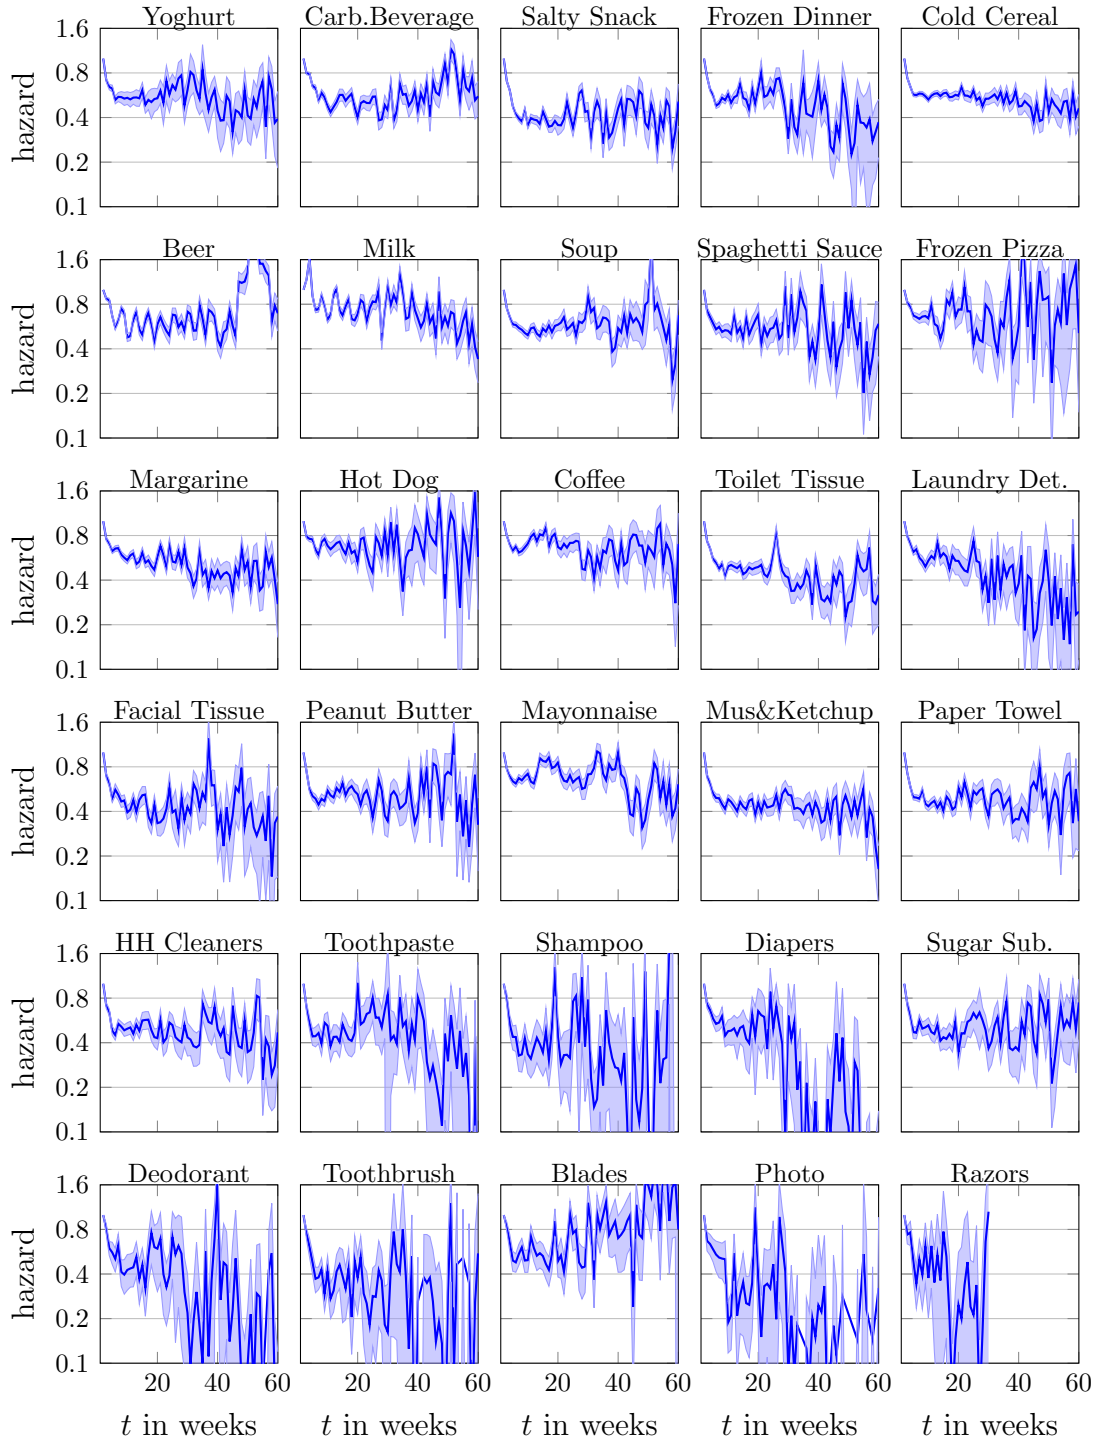 Yoghurt Carb.Beverage Salty Snack Frozen Dinner Cold Cereal
1.6
0.8
0.4
0.2
0.1
hazard
Beer Milk Soup Spaghetti Sauce Frozen Pizza
1.6
0.8
0.4
0.2
0.1
hazard
Margarine Hot Dog Coffee Toilet Tissue Laundry Det.
1.6
0.8
0.4
0.2
0.1
hazard
Facial Tissue Peanut Butter Mayonnaise Mus&Ketchup Paper Towel
1.6
0.8
0.4
0.2
0.1
hazard
HH Cleaners Toothpaste Shampoo Diapers Sugar Sub.
1.6
0.8
0.4
0.2
0.1
hazard
Deodorant Toothbrush Blades Photo Razors
1.6
0.8
0.4
0.2
0.1
hazard
20 40 60 20 40 60 20 40 60 20 40 60 20 40 60
t in weeks t in weeks t in weeks t in weeks t in weeks